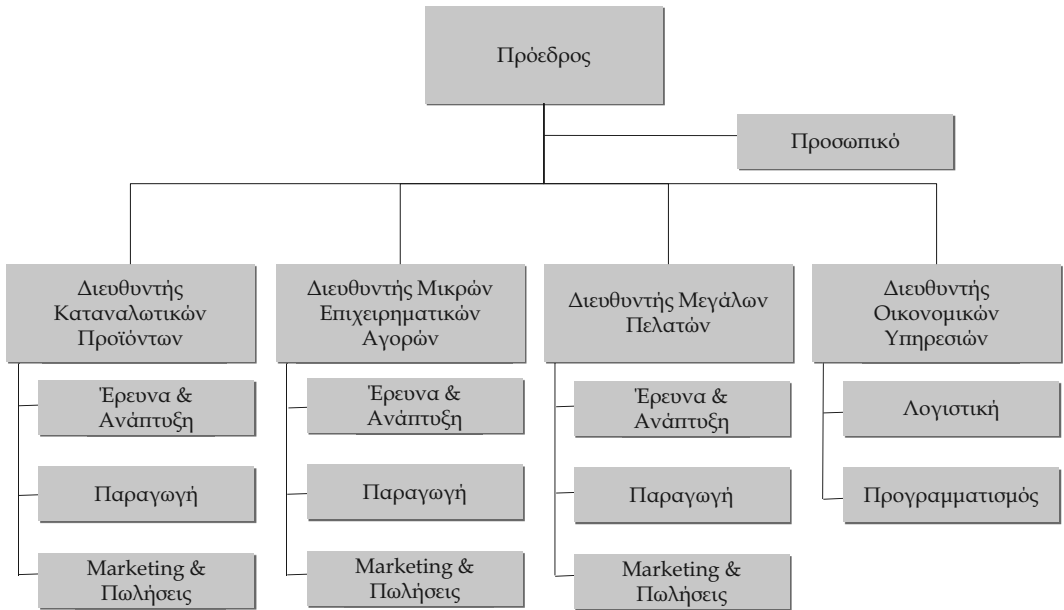 Πρόεδρος
Προσωπικό
Διευθυντής
Καταναλωτικών
Προϊόντων
Διευθυντής Μικρών
Επιχειρηματικών
Αγορών
Διευθυντής Μεγάλων
Πελατών
Διευθυντής
Οικονομικών
Υπηρεσιών
Έρευνα &
Ανάπτυξη
Έρευνα &
Ανάπτυξη
Έρευνα &
Ανάπτυξη
Λογιστική
Παραγωγή
Παραγωγή
Παραγωγή
Προγραμματισμός
Marketing &
Πωλήσεις
Marketing &
Πωλήσεις
Marketing &
Πωλήσεις